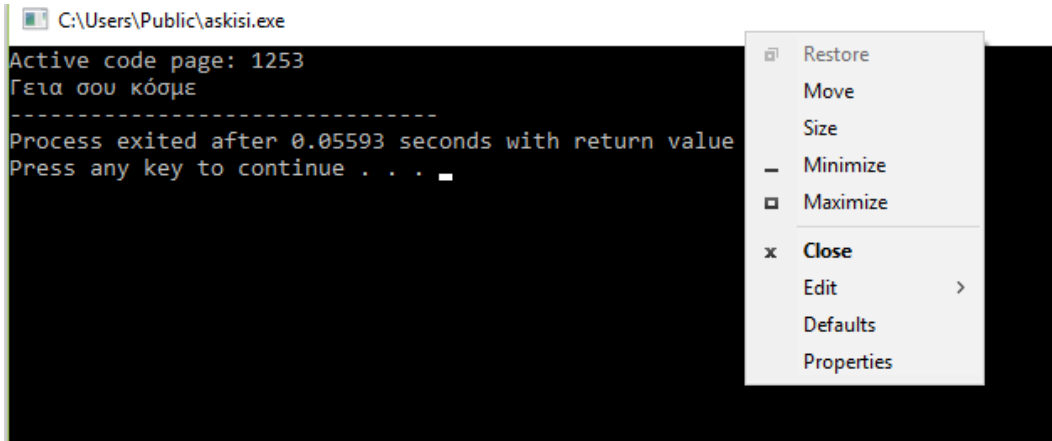 C:\Users\Public\askisi.exe
Active code page: 1253
Γεια σου κόσμε
--------------------------------
Process exited after 0.05593 seconds with return value
Press any key to continue . . .
Restore
Move
Size
Minimize
Maximize
Close
Edit
Defaults
Properties